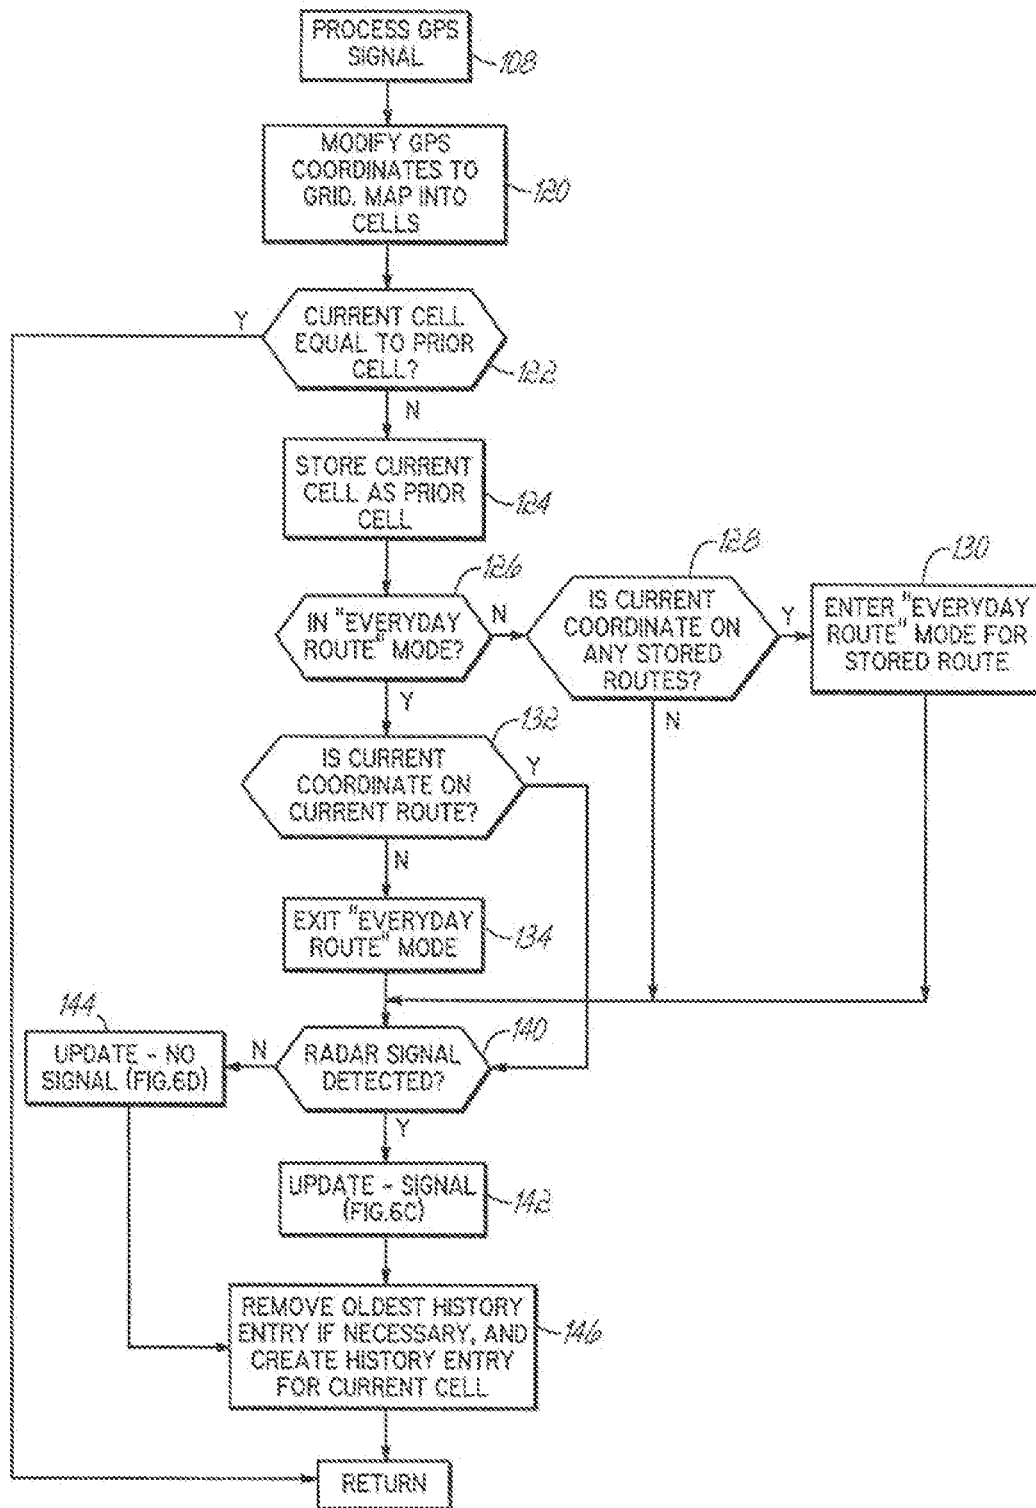 PROCESS GPS
SIGNAL
108
MODIFY GPS
COORDINATES TO
GRID. MAP INTO
CELLS
120
Y
CURRENT CELL
EQUAL TO PRIOR
CELL?
122
N
STORE CURRENT
CELL AS PRIOR
CELL
124
126
IN "EVERYDAY
ROUTE" MODE?
N
128
IS CURRENT
COORDINATE ON
ANY STORED
ROUTES?
Y
130
ENTER "EVERYDAY
ROUTE" MODE FOR
STORED ROUTE
N
Y
132
IS CURRENT
COORDINATE ON
CURRENT ROUTE?
Y
N
EXIT "EVERYDAY
ROUTE" MODE
134
144
UPDATE - NO
SIGNAL (FIG.6D)
N
140
RADAR SIGNAL
DETECTED?
Y
UPDATE - SIGNAL
(FIG.6C)
142
REMOVE OLDEST HISTORY
ENTRY IF NECESSARY, AND
CREATE HISTORY ENTRY
FOR CURRENT CELL
146
RETURN